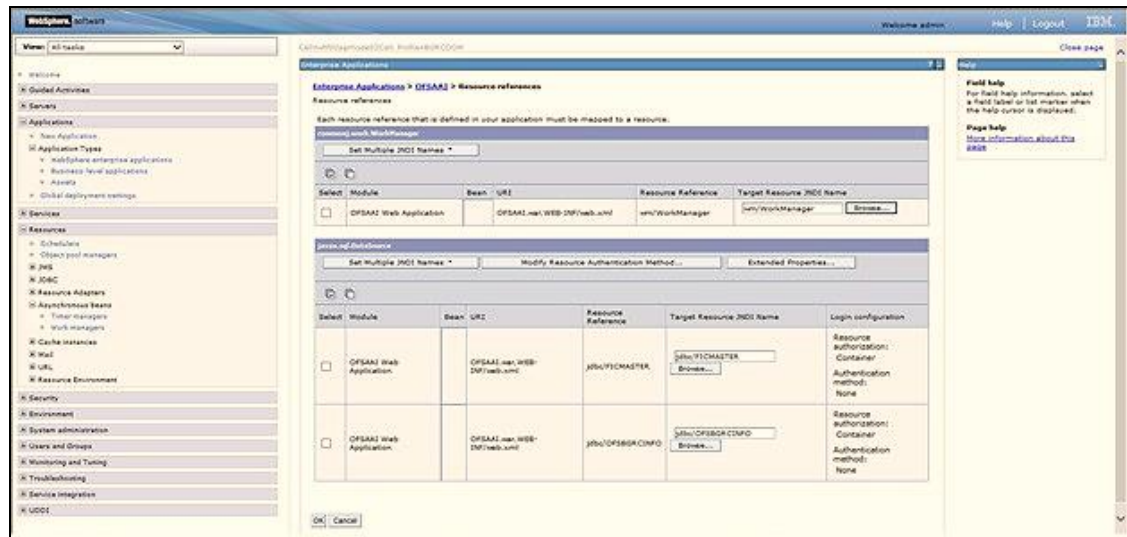 WebSphere. software
Welcome admin
Help | Logout
IBM.
View: All tasks
Close page
Welcome
Guided Activities
Servers
Applications
New Application
Application Types
WebSphere enterprise applications
Business-level applications
Assets
Global deployment settings
Services
Resources
Schedulers
Object pool managers
JMS
JDBC
Resource Adapters
Asynchronous beans
Timer managers
Work managers
Cache instances
Mail
URL
Resource Environment
Security
Environment
System administration
Users and Groups
Monitoring and Tuning
Troubleshooting
Service integration
UDDI
Enterprise Applications
Enterprise Applications > OFSAAI > Resource references
Resource references
Each resource reference that is defined in your application must be mapped to a resource.
commonj.work.WorkManager
Set Multiple JNDI Names
Select Module Bean URI Resource Reference Target Resource JNDI Name
OFSAAI Web Application OFSAAI.war,WEB-INF/web.xml wm/WorkManager wm/WorkManager Browse...
javax.sql.DataSource
Set Multiple JNDI Names Modify Resource Authentication Method... Extended Properties...
Select Module Bean URI Resource Reference Target Resource JNDI Name Login configuration
OFSAAI Web Application OFSAAI.war,WEB-INF/web.xml jdbc/FICMASTER jdbc/FICMASTER Browse...
Resource authorization:
Container
Authentication method:
None
OFSAAI Web Application OFSAAI.war,WEB-INF/web.xml jdbc/OFSBGRCINFO jdbc/OFSBGRCINFO Browse...
Resource authorization:
Container
Authentication method:
None
OK Cancel
Help
Field help
For field help information, select
a field label or list marker when
the help cursor is displayed.
Page help
More information about this
page